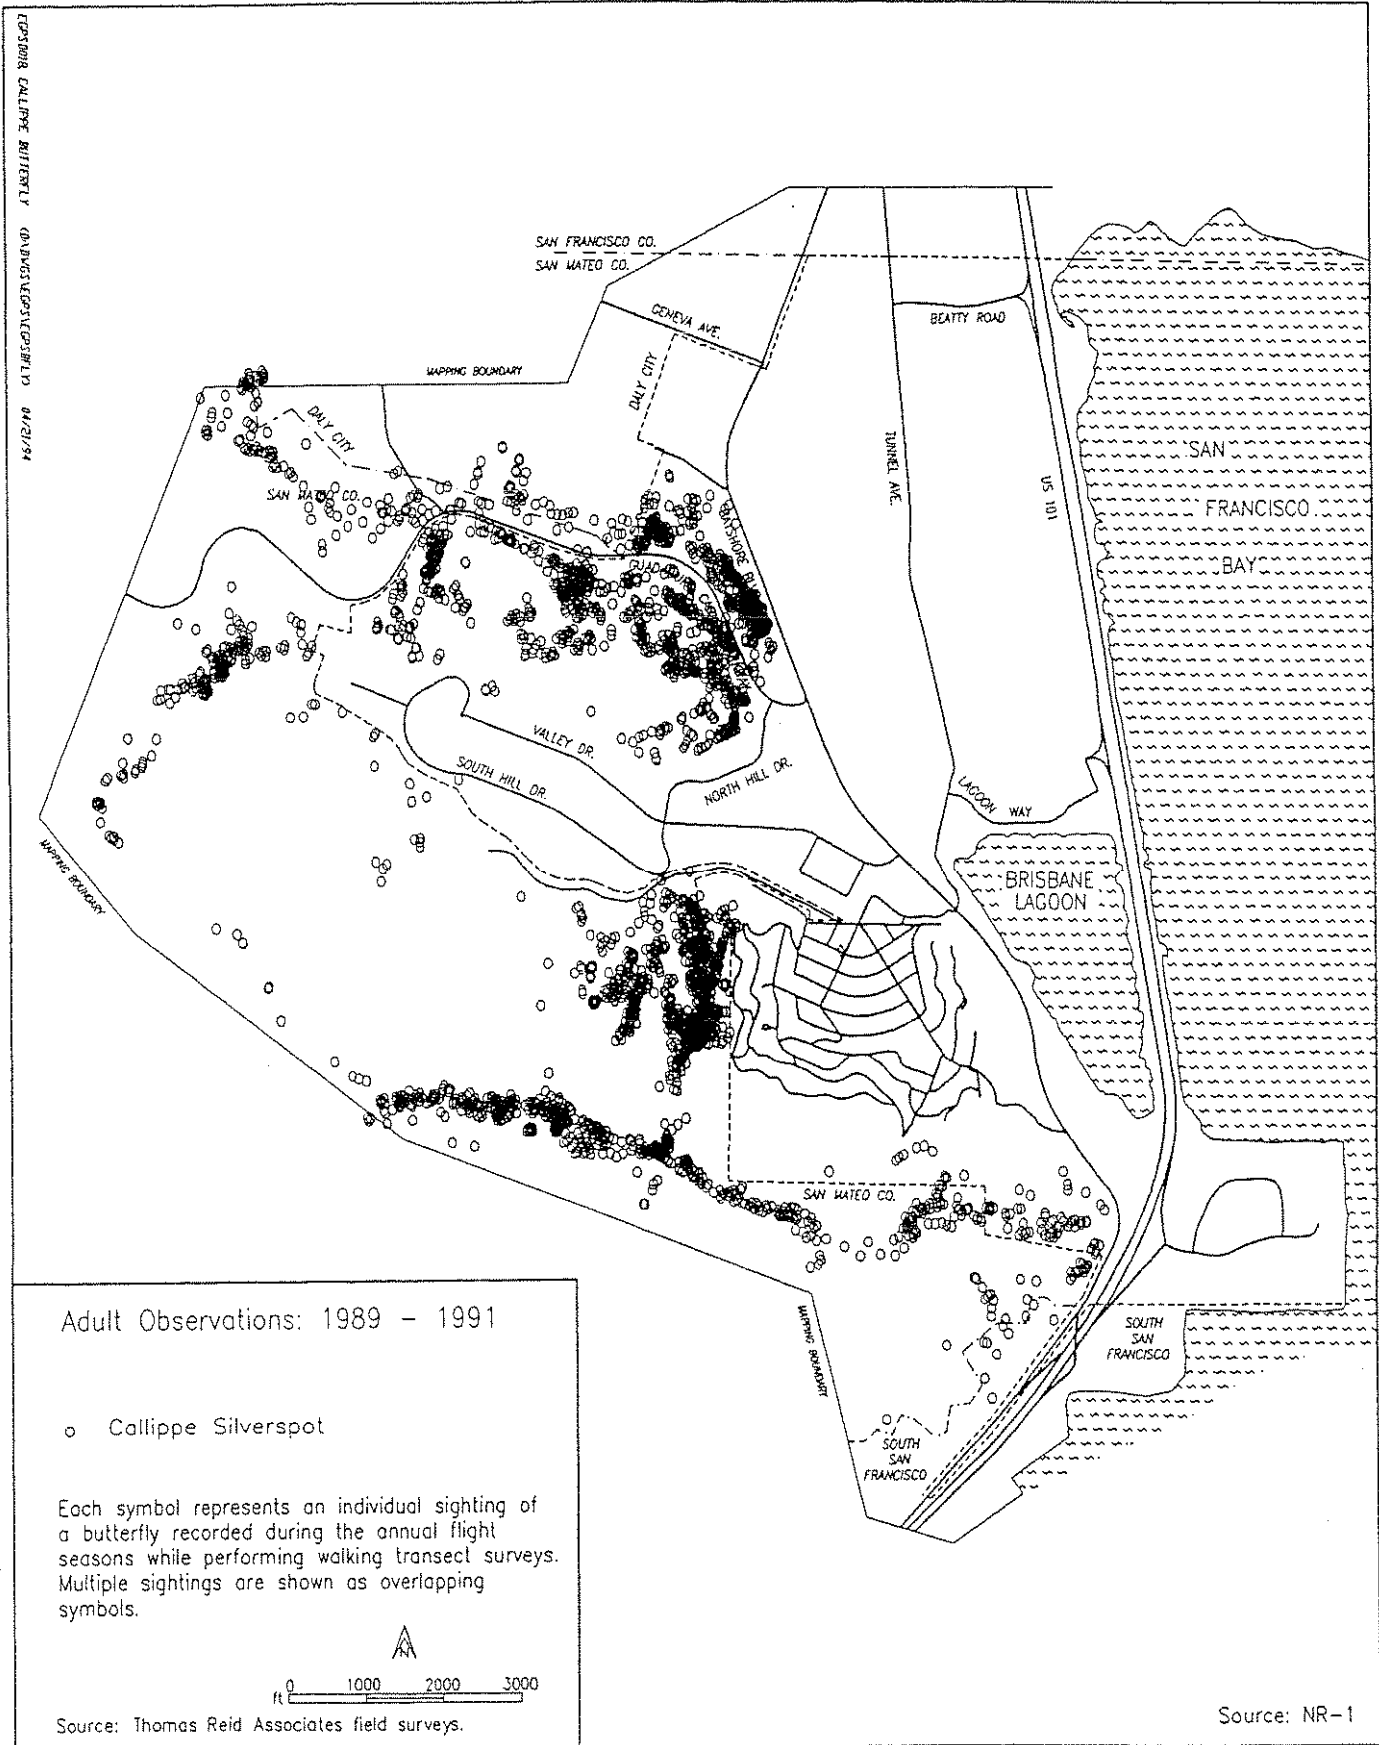 EGPS001B CALLIPPE BUTTERFLY 04/21/94
SAN FRANCISCO CO.
SAN MATEO CO.
GENEVA AVE.
BEATTY ROAD
MAPPING BOUNDARY
DALY CITY
DALY CITY
SAN MATEO CO.
TUNNEL AVE.
US 101
SAN
FRANCISCO
BAY
BAYSHORE
VALLEY DR.
SOUTH HILL DR.
NORTH HILL DR.
LAGOON WAY
MAPPING BOUNDARY
BRISBANE
LAGOON
SAN MATEO CO.
MAPPING BOUNDARY
SOUTH
SAN
FRANCISCO
SOUTH
SAN
FRANCISCO
Adult Observations: 1989 - 1991
o Callippe Silverspot
Each symbol represents an individual sighting of
a butterfly recorded during the annual flight
seasons while performing walking transect surveys.
Multiple sightings are shown as overlapping
symbols.
N
ft 0 1000 2000 3000
Source: Thomas Reid Associates field surveys.
Source: NR-1